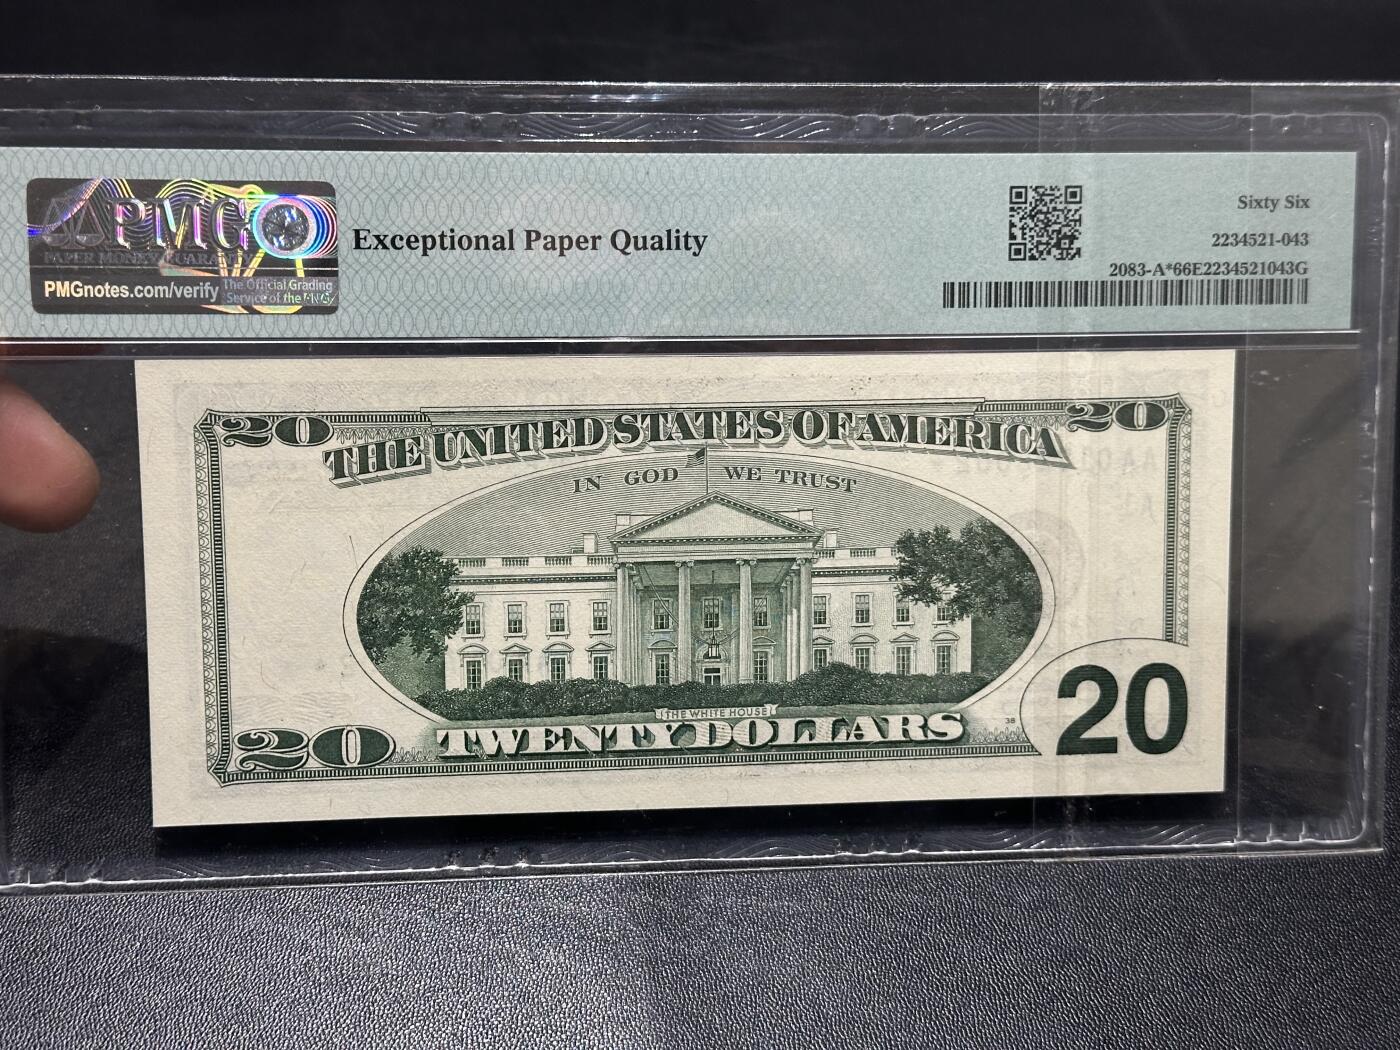 PMG
PAPER MONEY GUARANTY
PMGnotes.com/verify
The Official Grading
Service of the PNG
Exceptional Paper Quality
Sixty Six
2234521-043
2083-A*66E2234521043G
20
20
THE UNITED STATES OF AMERICA
IN GOD WE TRUST
THE WHITE HOUSE
38
20
TWENTY DOLLARS
20